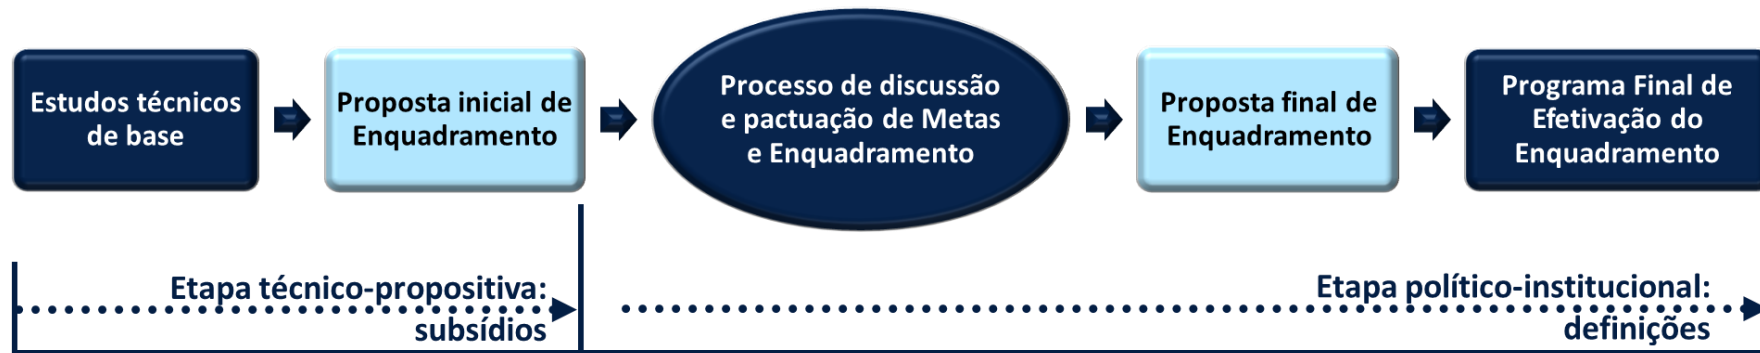 Estudos técnicos
de base
Proposta inicial de
Enquadramento
Processo de discussão
e pactuação de Metas
e Enquadramento
Proposta final de
Enquadramento
Programa Final de
Efetivação do
Enquadramento
Etapa técnico-propositiva:
subsídios
Etapa político-institucional:
definições